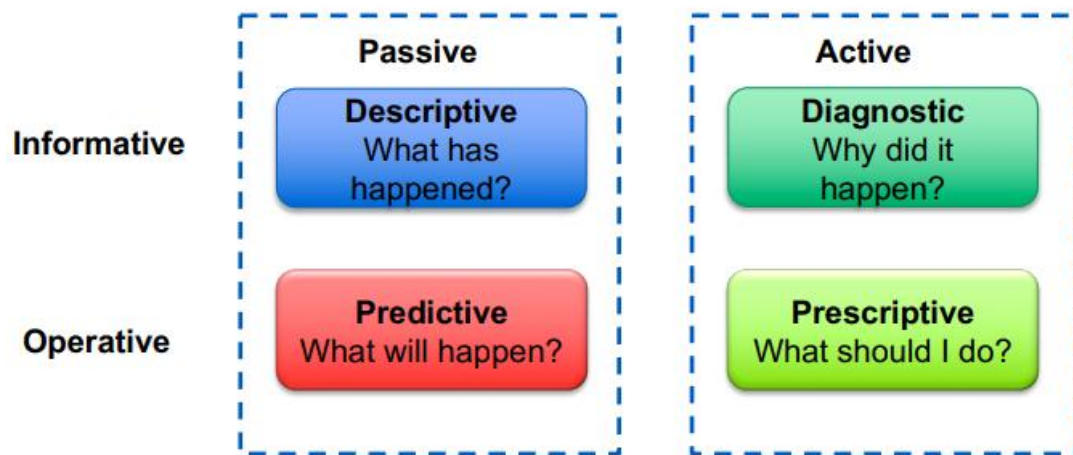 Passive
Active
Informative
Descriptive
What has
happened?
Diagnostic
Why did it
happen?
Operative
Predictive
What will happen?
Prescriptive
What should I do?